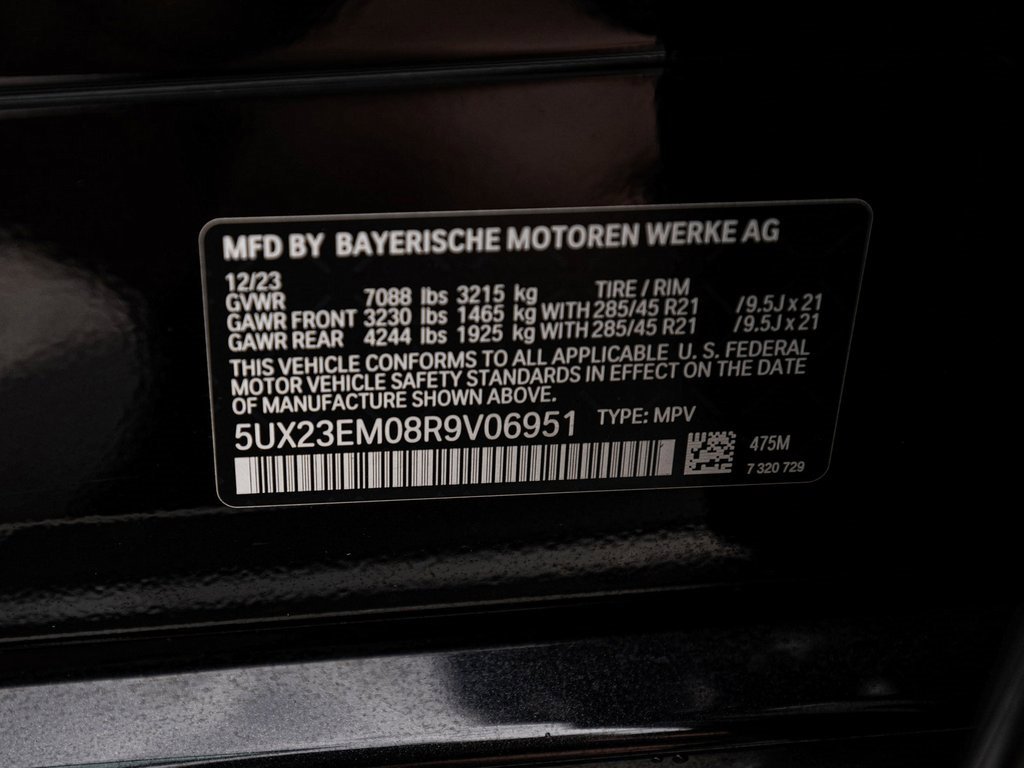 MFD BY BAYERISCHE MOTOREN WERKE AG
12/23 TIRE / RIM
GVWR 7088 lbs 3215 kg
GAWR FRONT 3230 lbs 1465 kg WITH 285/45 R21 /9.5J x 21
GAWR REAR 4244 lbs 1925 kg WITH 285/45 R21 /9.5J x 21
THIS VEHICLE CONFORMS TO ALL APPLICABLE U. S. FEDERAL
MOTOR VEHICLE SAFETY STANDARDS IN EFFECT ON THE DATE
OF MANUFACTURE SHOWN ABOVE.
5UX23EM08R9V06951 TYPE: MPV
475M
7 320 729